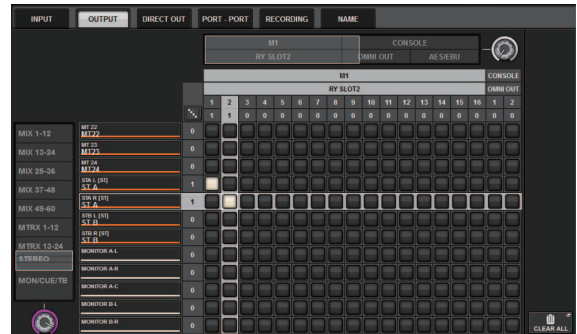 INPUT OUTPUT DIRECT OUT PORT - PORT RECORDING NAME
M1 CONSOLE
RY SLOT2 OMNI OUT AES/EBU
M1 CONSOLE
RY SLOT2 OMNI OUT
1 2 3 4 5 6 7 8 9 10 11 12 13 14 15 16 1 2
1 1 0 0 0 0 0 0 0 0 0 0 0 0 0 0 0 0
MIX 1-12
MIX 13-24
MIX 25-36
MIX 37-48
MIX 49-60
MTRX 1-12
MTRX 13-24
STEREO
MON/CUE/TB
MT 22
MT22 0
MT 23
MT23 0
MT 24
MT24 0
STA L [ST]
ST A 1
STA R [ST]
ST A 1
STB L [ST]
ST B 0
STB R [ST]
ST B 0
MONITOR A-L 0
MONITOR A-R 0
MONITOR A-C 0
MONITOR B-L 0
MONITOR B-R 0
CLEAR ALL